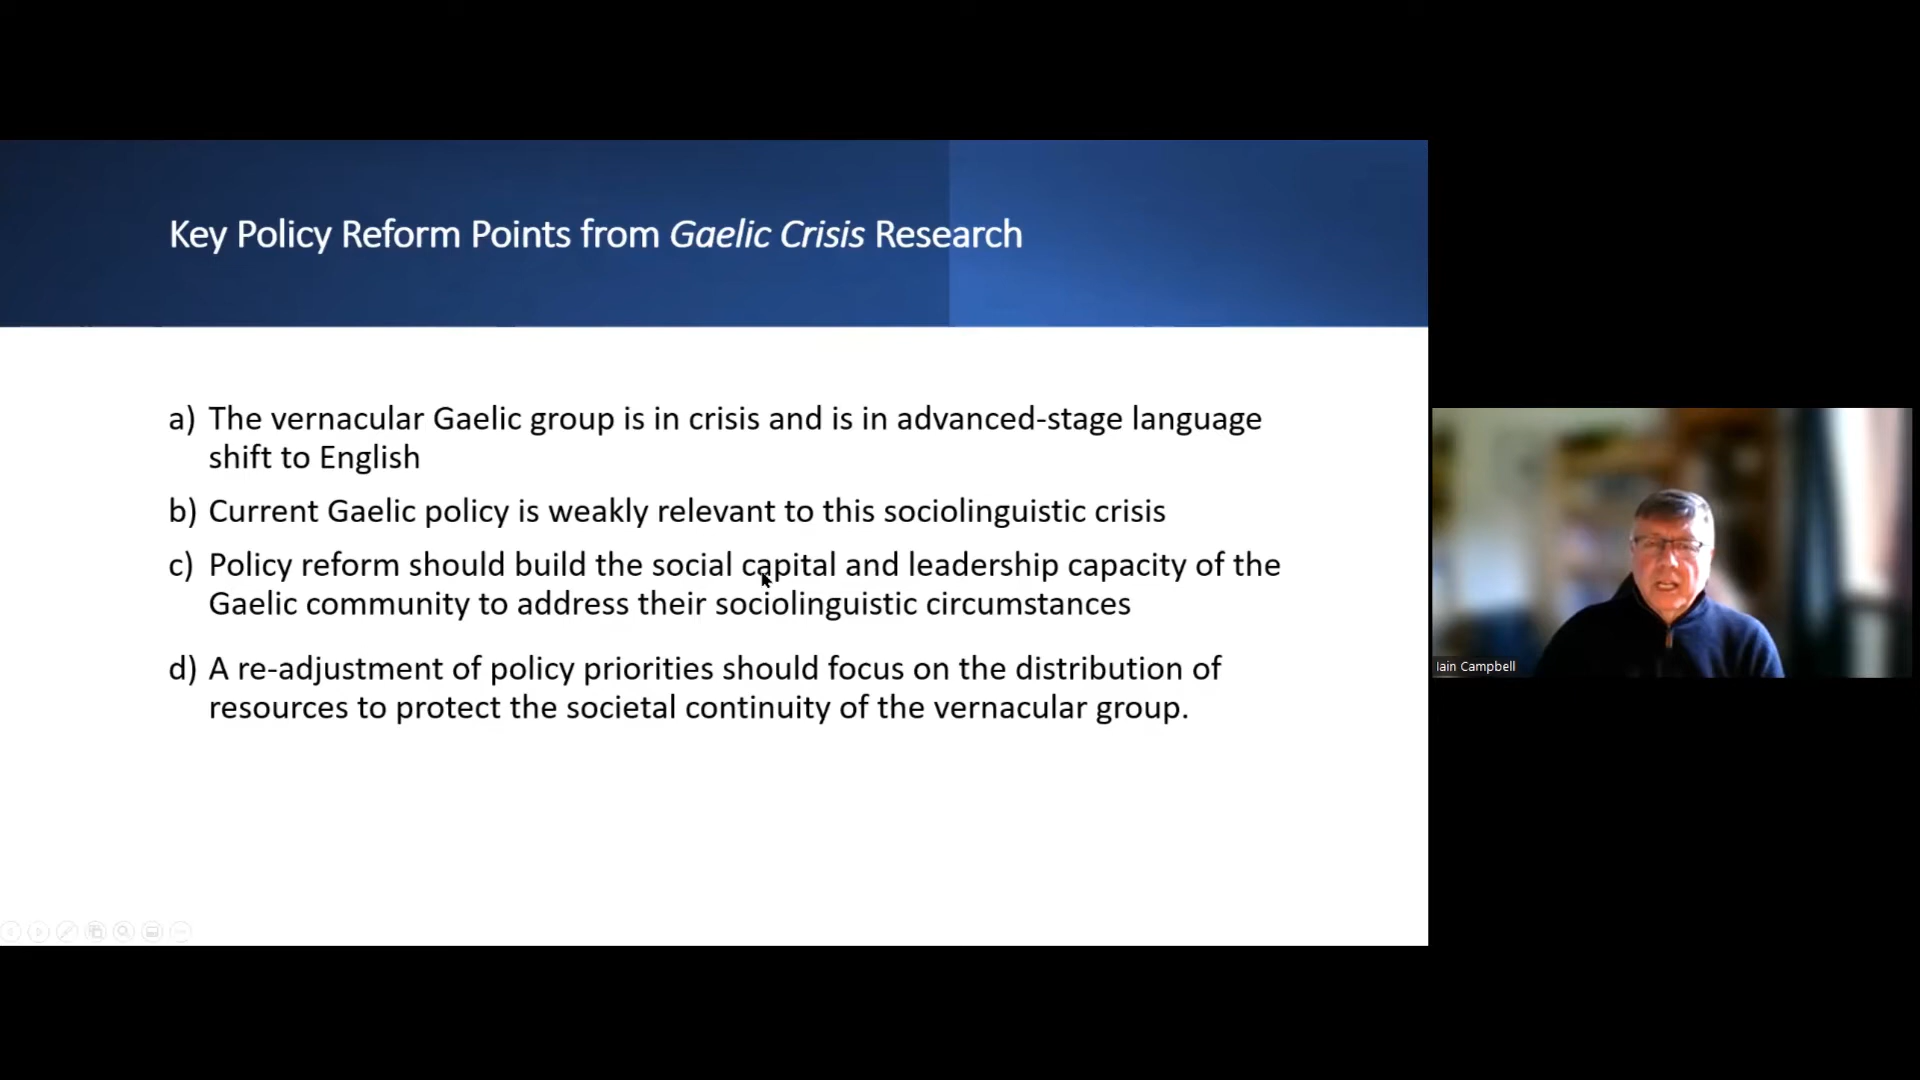 Key Policy Reform Points from Gaelic Crisis Research
a) The vernacular Gaelic group is in crisis and is in advanced-stage language
shift to English
b) Current Gaelic policy is weakly relevant to this sociolinguistic crisis
c) Policy reform should build the social capital and leadership capacity of the
Gaelic community to address their sociolinguistic circumstances
d) A re-adjustment of policy priorities should focus on the distribution of
resources to protect the societal continuity of the vernacular group.
Iain Campbell